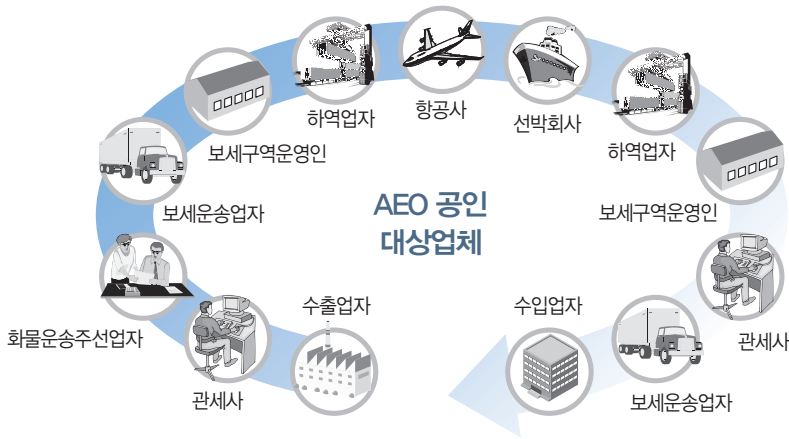 하역업자
항공사
선박회사
하역업자
보세구역운영인
보세운송업자
AEO 공인
대상업체
보세구역운영인
화물운송주선업자
관세사
수출업자
수입업자
보세운송업자
관세사